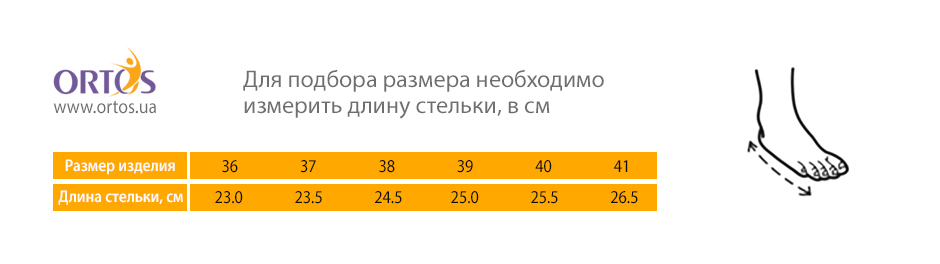 ORTOS
www.ortos.ua
Для подбора размера необходимо
измерить длину стельки, в см
Размер изделия 36 37 38 39 40 41
Длина стельки, см 23.0 23.5 24.5 25.0 25.5 26.5